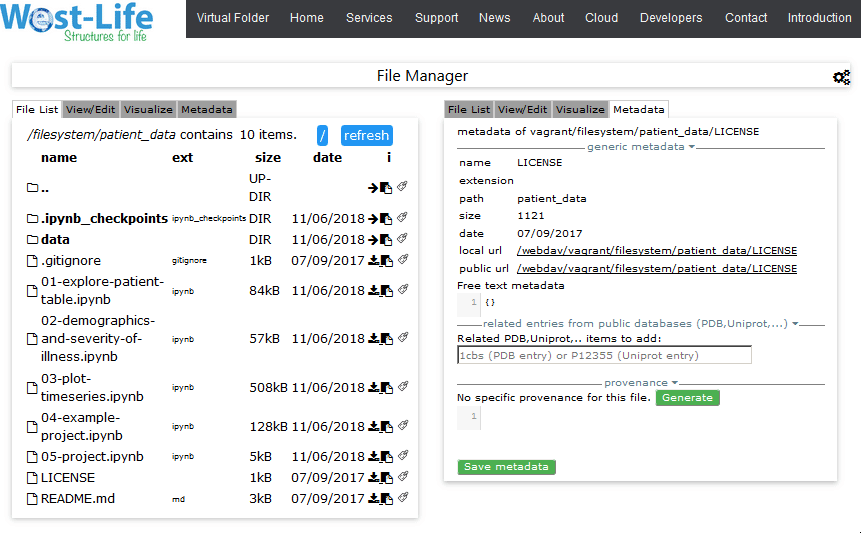 West-Life
Structures for life
Virtual Folder Home Services Support News About Cloud Developers Contact Introduction
File Manager
File List View/Edit Visualize Metadata
/filesystem/patient_data contains 10 items. / refresh
name ext size date i
.. UP-DIR
.ipynb_checkpoints ipynb_checkpoints DIR 11/06/2018
data DIR 11/06/2018
.gitignore gitignore 1kB 07/09/2017
01-explore-patient-
table.ipynb ipynb 84kB 11/06/2018
02-demographics-
and-severity-of-
illness.ipynb ipynb 57kB 11/06/2018
03-plot-
timeseries.ipynb ipynb 508kB 11/06/2018
04-example-
project.ipynb ipynb 128kB 11/06/2018
05-project.ipynb ipynb 5kB 11/06/2018
LICENSE 1kB 07/09/2017
README.md md 3kB 07/09/2017
File List View/Edit Visualize Metadata
metadata of vagrant/filesystem/patient_data/LICENSE
generic metadata
name LICENSE
extension
path patient_data
size 1121
date 07/09/2017
local url /webdav/vagrant/filesystem/patient_data/LICENSE
public url /webdav/vagrant/filesystem/patient_data/LICENSE
Free text metadata
1 {}
related entries from public databases (PDB,Uniprot,...)
Related PDB,Uniprot,.. items to add:
1cbs (PDB entry) or P12355 (Uniprot entry)
provenance
No specific provenance for this file. Generate
1
Save metadata